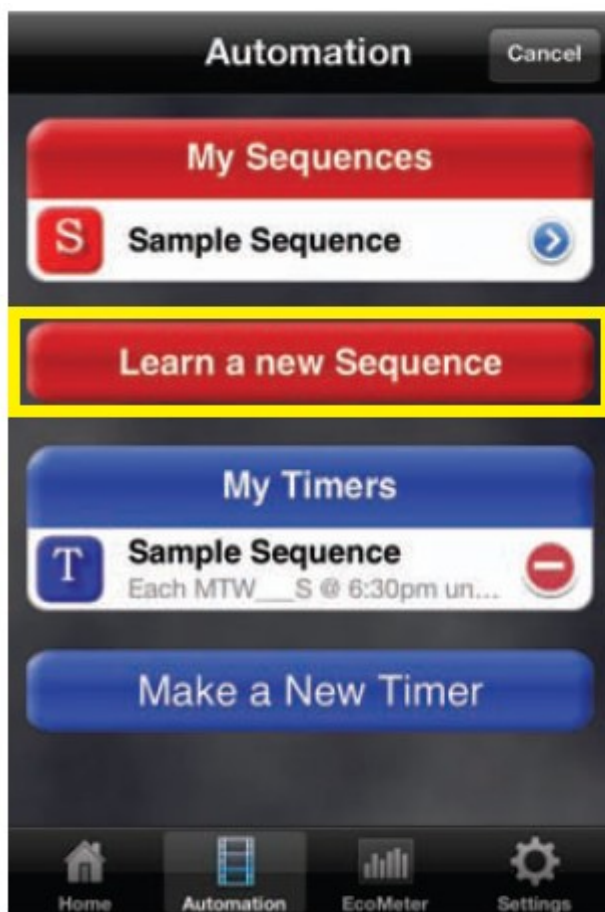 Automation
Cancel
My Sequences
S
Sample Sequence
Learn a new Sequence
My Timers
T
Sample Sequence
Each MTW___S @ 6:30pm un...
Make a New Timer
Home
Automation
EcoMeter
Settings